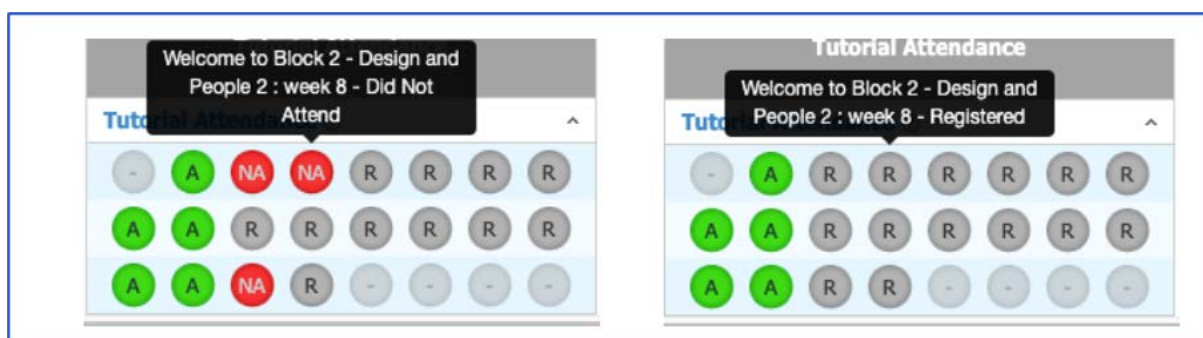 Welcome to Block 2 - Design and
People 2 : week 8 - Did Not
Attend
Tutorial Attendance
- A NA NA R R R R
A A R R R R R R
A A NA R - - - -
Tutorial Attendance
Welcome to Block 2 - Design and
People 2 : week 8 - Registered
Tuto
- A R R R R R R
A A R R R R R R
A A R R - - - -